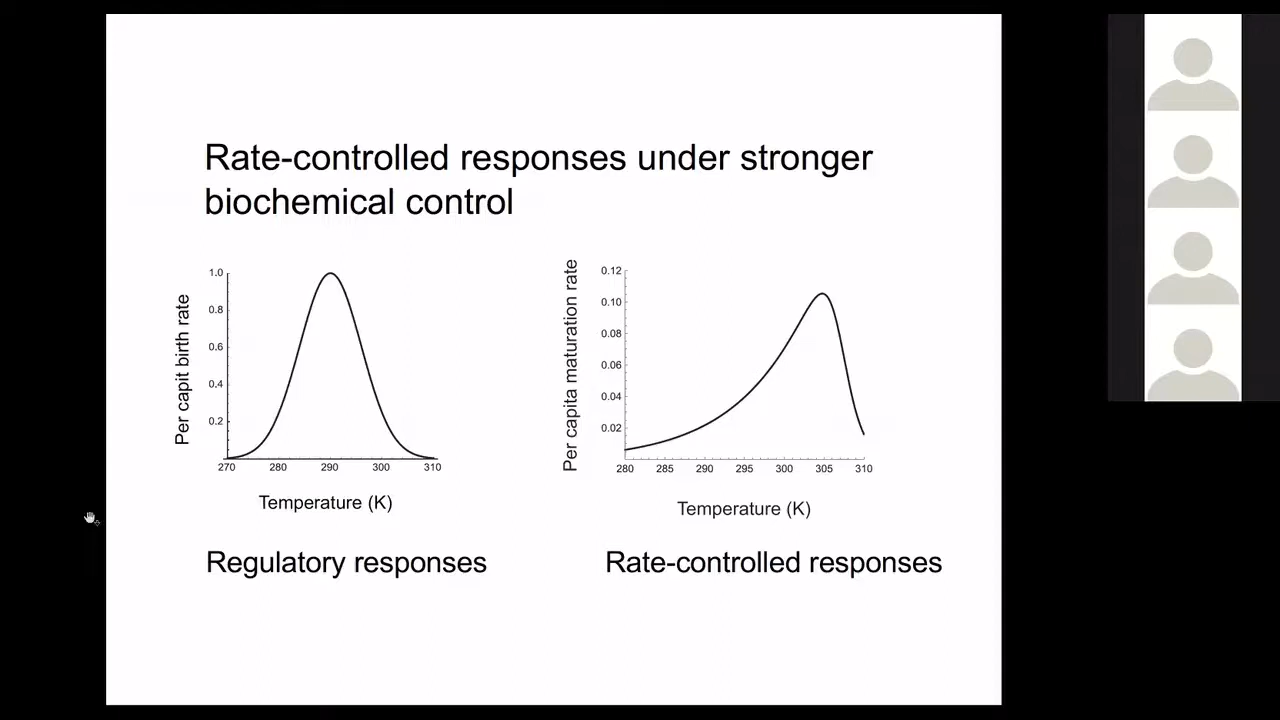 Rate-controlled responses under stronger
biochemical control
Per capit birth rate
1.0
0.8
0.6
0.4
0.2
270 280 290 300 310
Temperature (K)
Regulatory responses
Per capita maturation rate
0.12
0.10
0.08
0.06
0.04
0.02
280 285 290 295 300 305 310
Temperature (K)
Rate-controlled responses